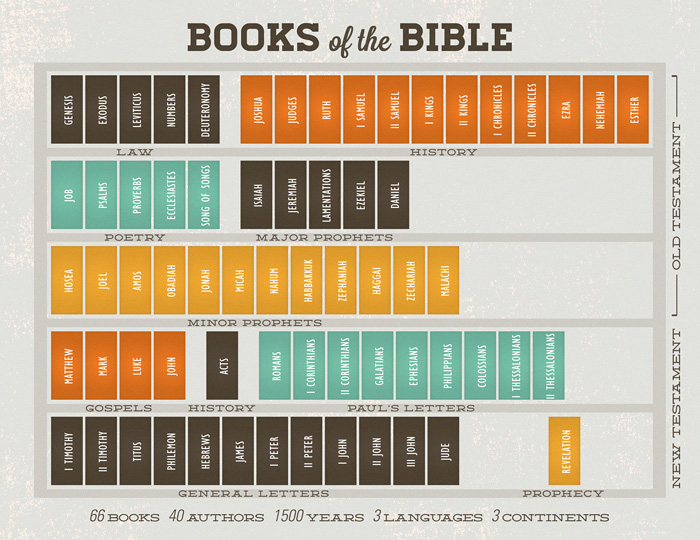 BOOKS of the BIBLE
GENESIS
EXODUS
LEVITICUS
NUMBERS
DEUTERONOMY
JOSHUA
JUDGES
RUTH
I SAMUEL
II SAMUEL
I KINGS
II KINGS
I CHRONICLES
II CHRONICLES
EZRA
NEHEMIAH
ESTHER
LAW
HISTORY
JOB
PSALMS
PROVERBS
ECCLESIASTES
SONG OF SONGS
ISAIAH
JEREMIAH
LAMENTATIONS
EZEKIEL
DANIEL
POETRY
MAJOR PROPHETS
HOSEA
JOEL
AMOS
OBADIAH
JONAH
MICAH
NAHUM
HABBAKKUK
ZEPHANIAH
HAGGAI
ZECHARIAH
MALACHI
MINOR PROPHETS
OLD TESTAMENT
MATTHEW
MARK
LUKE
JOHN
ACTS
ROMANS
I CORINTHIANS
II CORINTHIANS
GALATIANS
EPHESIANS
PHILIPPIANS
COLOSSIANS
I THESSALONIANS
II THESSALONIANS
GOSPELS
HISTORY
PAUL'S LETTERS
I TIMOTHY
II TIMOTHY
TITUS
PHILEMON
HEBREWS
JAMES
I PETER
II PETER
I JOHN
II JOHN
III JOHN
JUDE
REVELATION
GENERAL LETTERS
PROPHECY
NEW TESTAMENT
66 BOOKS 40 AUTHORS 1500 YEARS 3 LANGUAGES 3 CONTINENTS